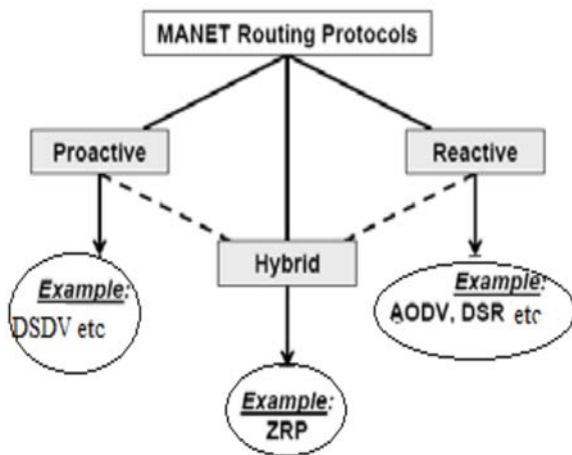 MANET Routing Protocols
Proactive
Reactive
Hybrid
Example:
DSDV etc
Example:
AODV, DSR etc
Example:
ZRP